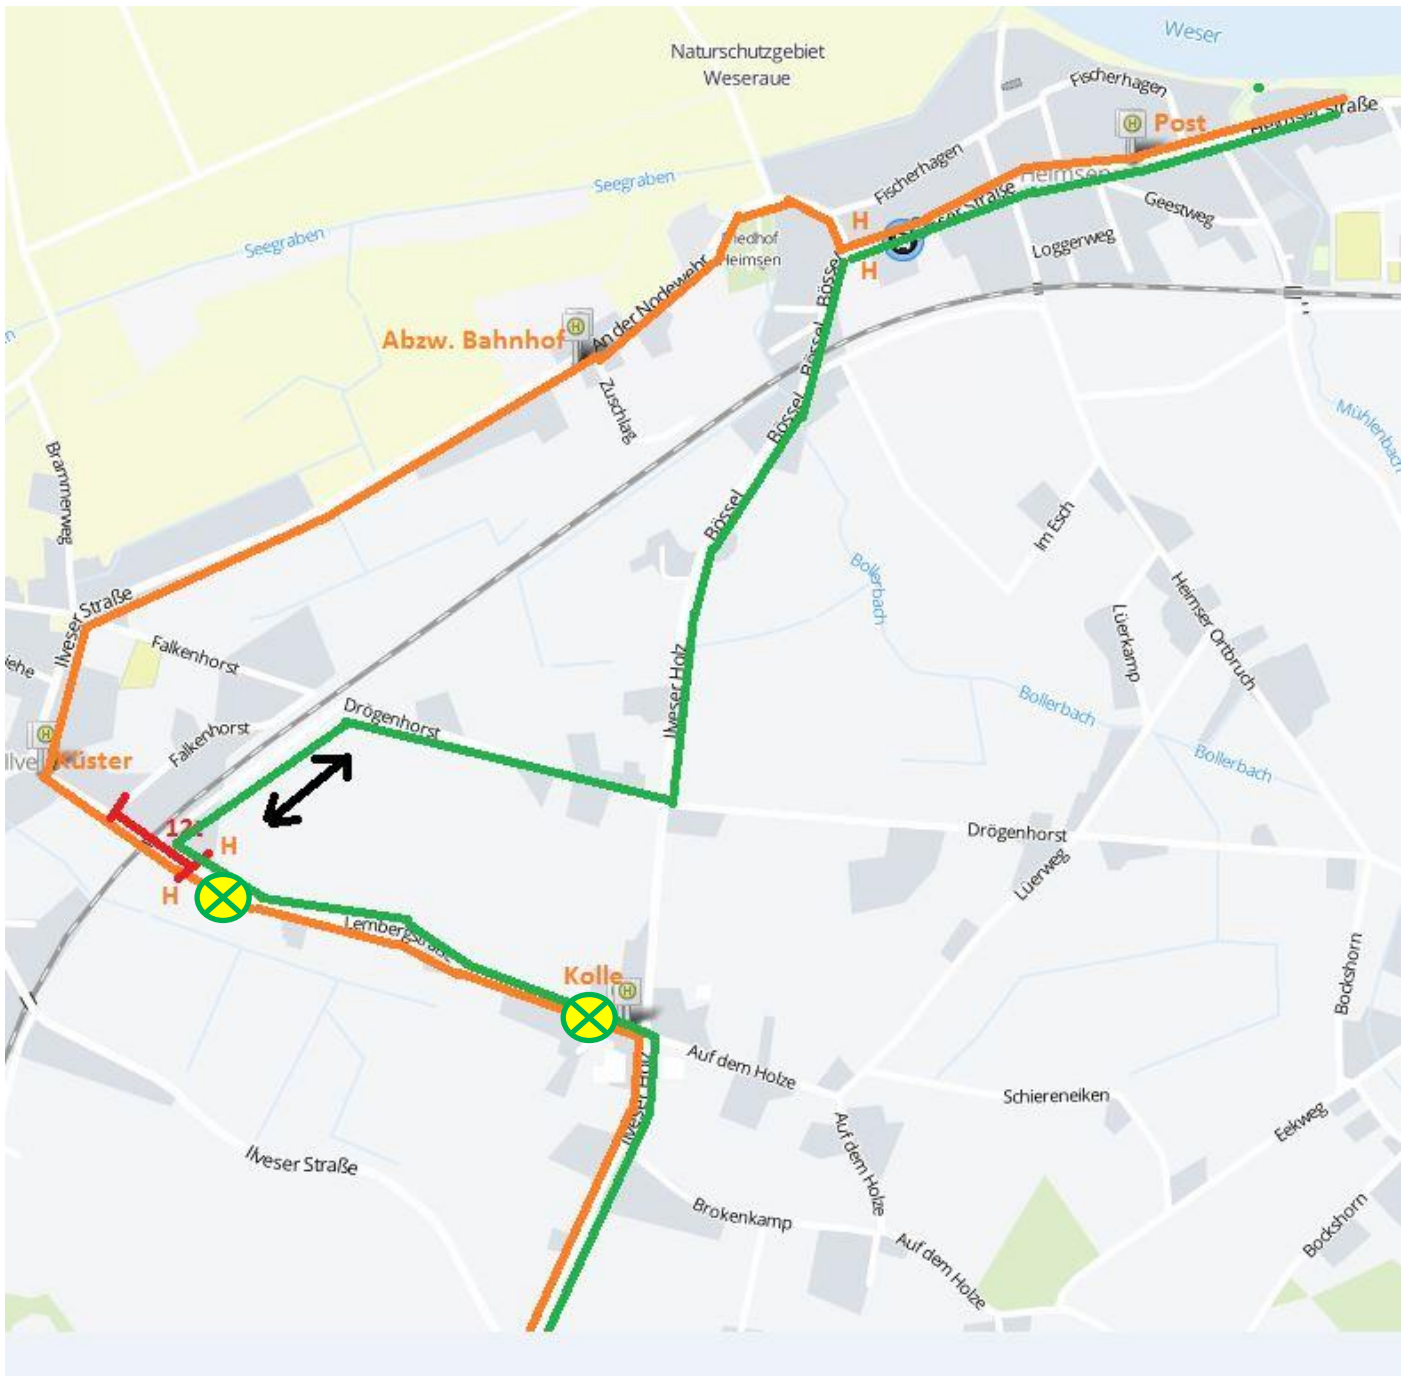 Weser
Naturschutzgebiet
Weseraue
Fischerhagen
Post
Heimser Straße
Fischerhagen
Seegraben
Heimsen
Geestweg
Seegraben
H
Loggerweg
Heimsen
H
An der Nodewehr
Bössel
Abzw. Bahnhof
H
H
Bössel
Zuschlag
Bössel
Mühlenbach
Brammerweg
Bössel
Im Esch
Bollerbach
Heimser Ortbruch
Ilveser Straße
Lüerkamp
Falkenhorst
Ilveser Holz
Bollerbach
Drögenhorst
Falkenhorst
Bollerbach
H
Küster
Drögenhorst
H
Lüerweg
H
Lembergstraße
Bockshorn
Kolle
H
Auf dem Holze
Ilveser Holz
Schiereneiken
Eekweg
Auf dem Holze
Ilveser Straße
Brokenkamp
Bockshorn
Auf dem Holze